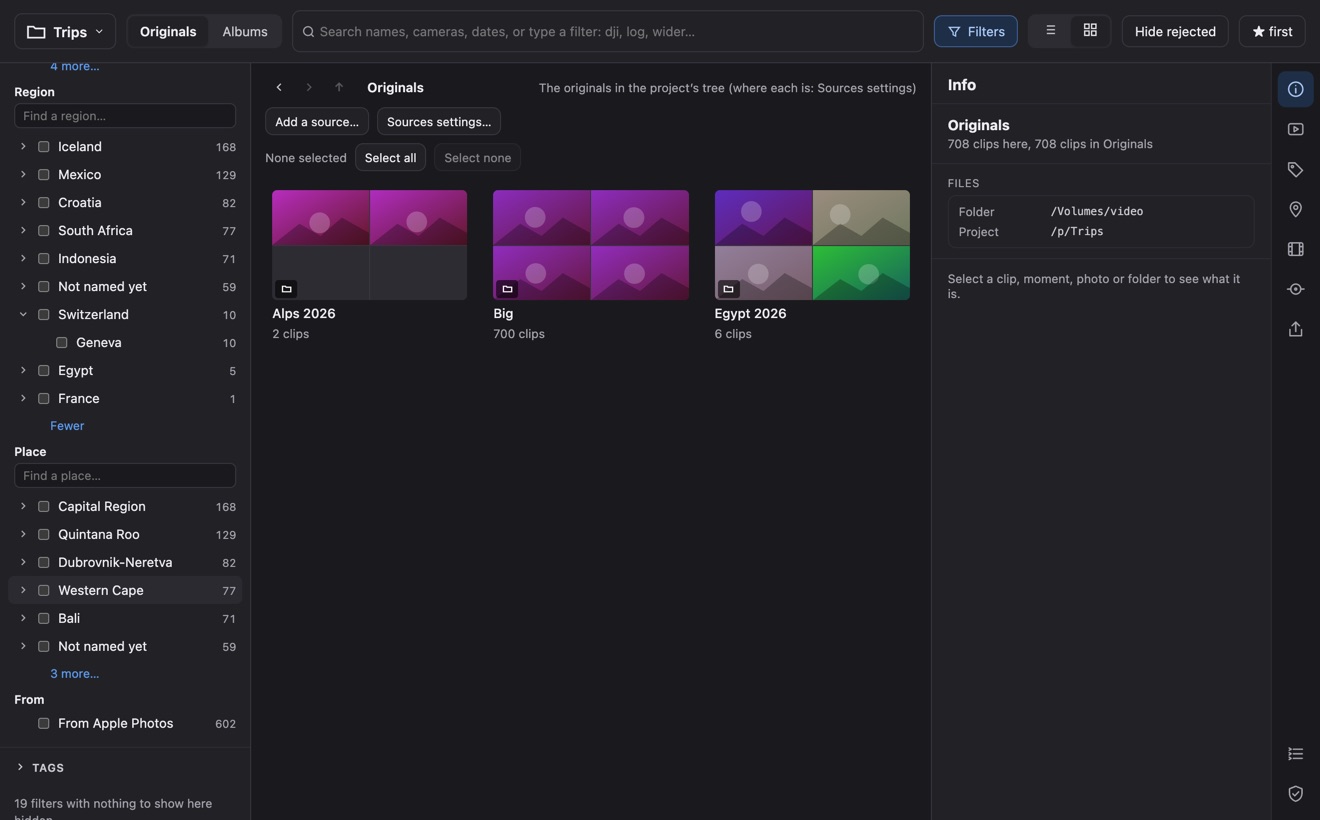 Trips
Originals
Albums
Search names, cameras, dates, or type a filter: dji, log, wider...
Filters
Hide rejected
★ first
4 more...
Region
Find a region...
Iceland 168
Mexico 129
Croatia 82
South Africa 77
Indonesia 71
Not named yet 59
Switzerland 10
Geneva 10
Egypt 5
France 1
Fewer
Place
Find a place...
Capital Region 168
Quintana Roo 129
Dubrovnik-Neretva 82
Western Cape 77
Bali 71
Not named yet 59
3 more...
From
From Apple Photos 602
TAGS
19 filters with nothing to show here
Originals
The originals in the project's tree (where each is: Sources settings)
Add a source...
Sources settings...
None selected
Select all
Select none
Alps 2026
2 clips
Big
700 clips
Egypt 2026
6 clips
Info
Originals
708 clips here, 708 clips in Originals
FILES
Folder /Volumes/video
Project /p/Trips
Select a clip, moment, photo or folder to see what it
is.